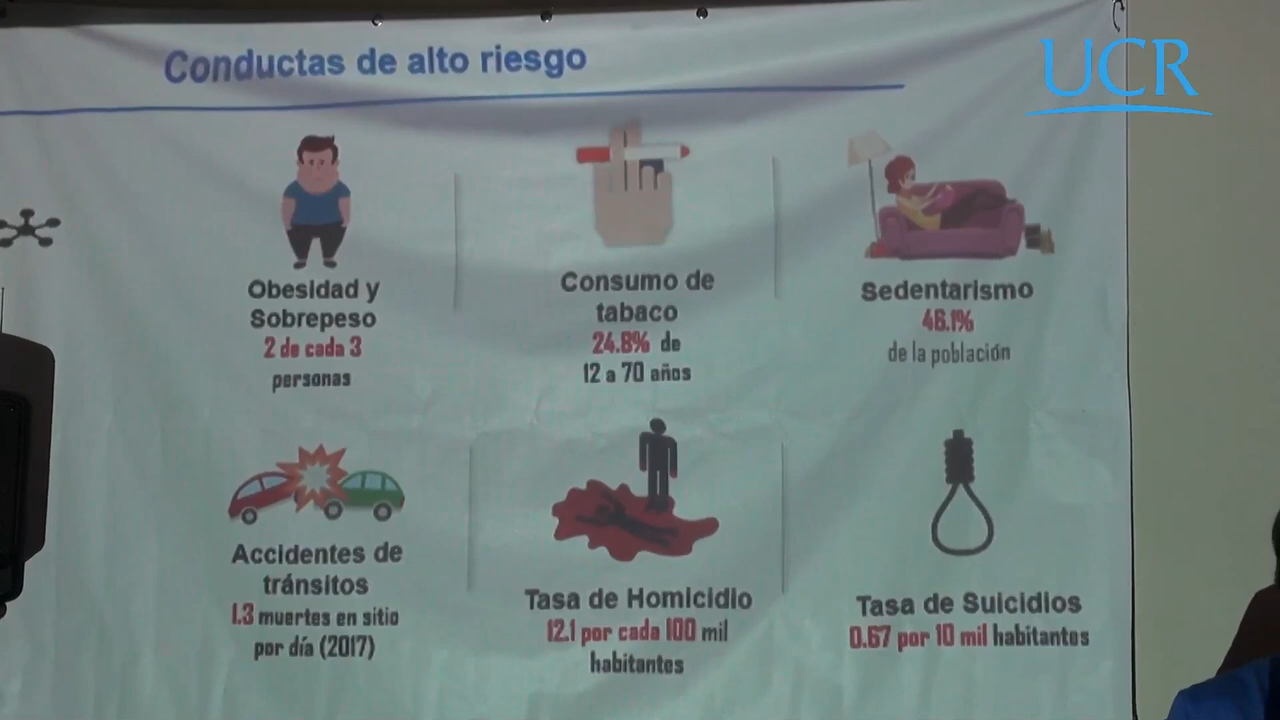 Conductas de alto riesgo
UCR
Obesidad y
Sobrepeso
2 de cada 3
personas
Consumo de
tabaco
24.8% de
12 a 70 años
Sedentarismo
46.1%
de la población
Accidentes de
tránsitos
1.3 muertes en sitio
por día (2017)
Tasa de Homicidio
12.1 por cada 100 mil
habitantes
Tasa de Suicidios
0.67 por 10 mil habitantes